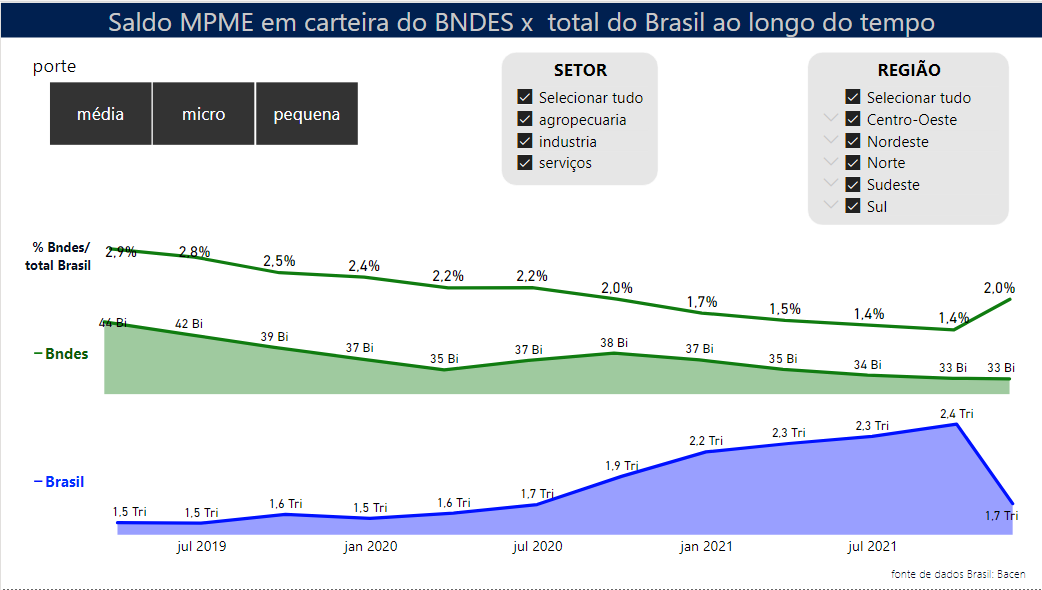 Saldo MPME em carteira do BNDES x  total do Brasil ao longo do tempo
porte
média
micro
pequena
SETOR
Selecionar tudo
agropecuaria
industria
serviços
REGIÃO
Selecionar tudo
Centro-Oeste
Nordeste
Norte
Sudeste
Sul
% Bndes/
total Brasil
2,9%
2,8%
2,5%
2,4%
2,2%
2,2%
2,0%
1,7%
1,5%
1,4%
1,4%
2,0%
Bndes
44 Bi
42 Bi
39 Bi
37 Bi
35 Bi
37 Bi
38 Bi
37 Bi
35 Bi
34 Bi
33 Bi
33 Bi
Brasil
1,5 Tri
1,5 Tri
1,6 Tri
1,5 Tri
1,6 Tri
1,7 Tri
1,9 Tri
2,2 Tri
2,3 Tri
2,3 Tri
2,4 Tri
1,7 Tri
jul 2019
jan 2020
jul 2020
jan 2021
jul 2021
fonte de dados Brasil: Bacen